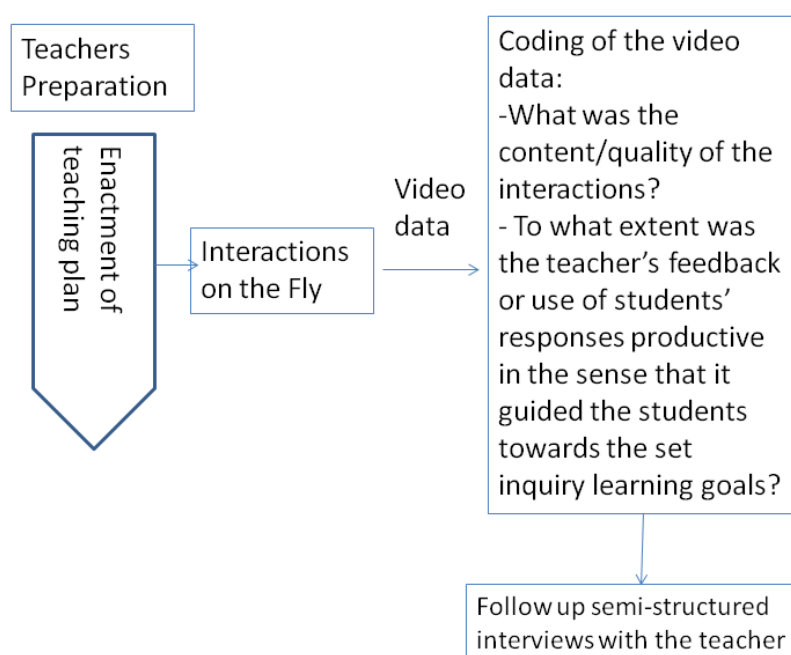 Teachers
Preparation
Enactment of
teaching plan
Interactions
on the Fly
Video
data
Coding of the video
data:
-What was the
content/quality of the
interactions?
- To what extent was
the teacher’s feedback
or use of students’
responses productive
in the sense that it
guided the students
towards the set
inquiry learning goals?
Follow up semi-structured
interviews with the teacher